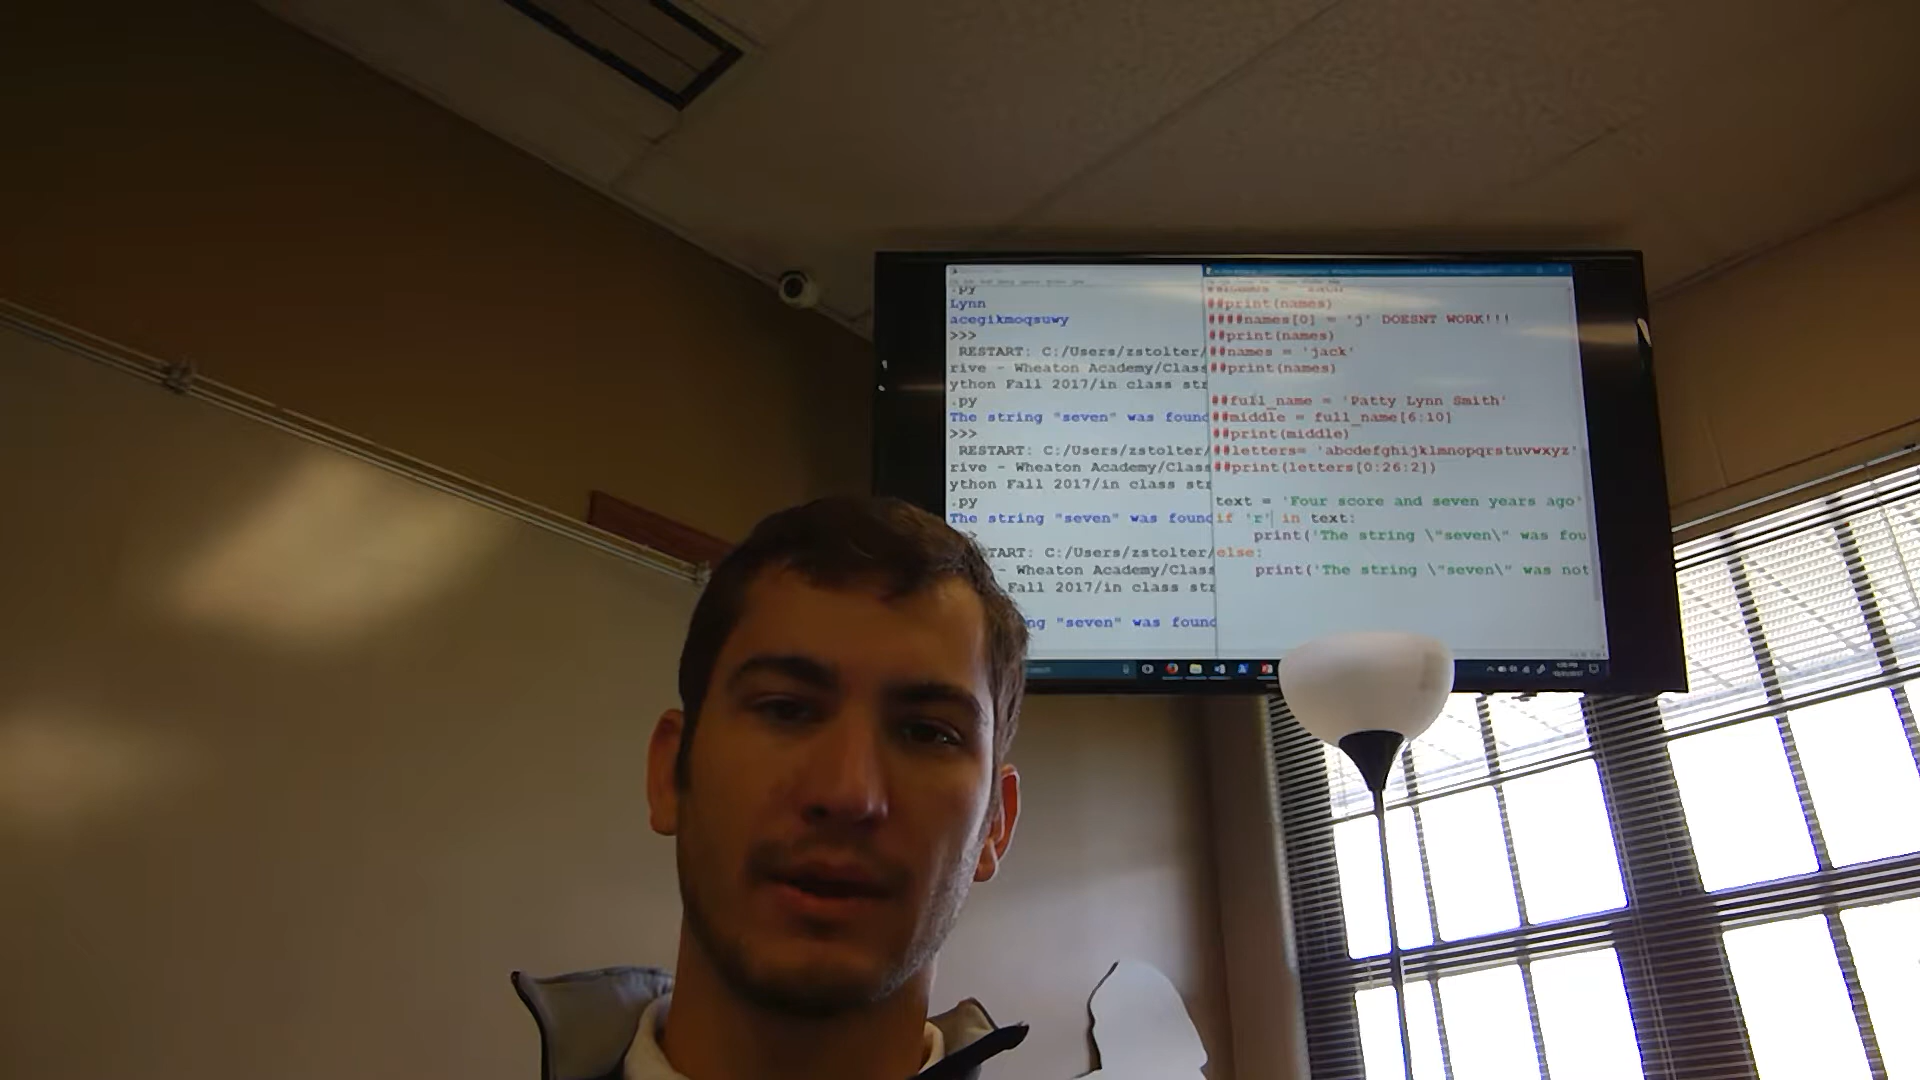 .py
Lynn
acegikmoqsuwy
>>>
RESTART: C:/Users/zstolter/
rive - Wheaton Academy/Class
ython Fall 2017/in class str
.py
The string "seven" was found
>>>
RESTART: C:/Users/zstolter/
rive - Wheaton Academy/Class
ython Fall 2017/in class str
.py
The string "seven" was found
TART: C:/Users/zstolter/
- Wheaton Academy/Class
Fall 2017/in class str
ng "seven" was found
##print(names)
####names[0] = 'j' DOESNT WORK!!!
##print(names)
##names = 'jack'
##print(names)
##full_name = 'Patty Lynn Smith'
##middle = full_name[6:10]
##print(middle)
##letters= 'abcdefghijklmnopqrstuvwxyz'
##print(letters[0:26:2])
text = 'Four score and seven years ago'
if 'r' in text:
print('The string \"seven\" was fou
else:
print('The string \"seven\" was not